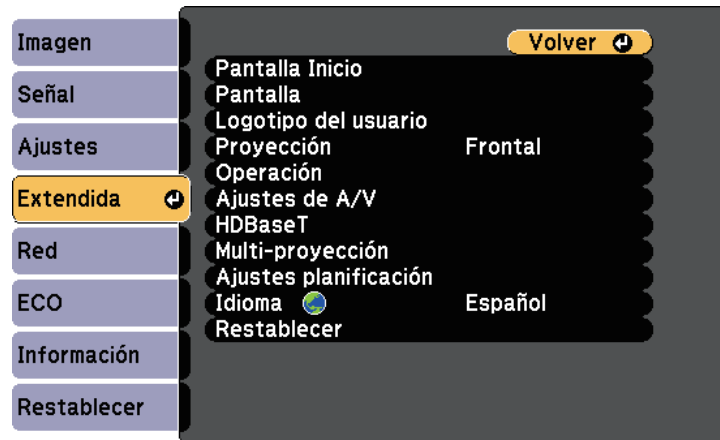 Imagen
Señal
Ajustes
Extendida
Red
ECO
Información
Restablecer
Volver
Pantalla Inicio
Pantalla
Logotipo del usuario
Proyección Frontal
Operación
Ajustes de A/V
HDBaseT
Multi-proyección
Ajustes planificación
Idioma Español
Restablecer